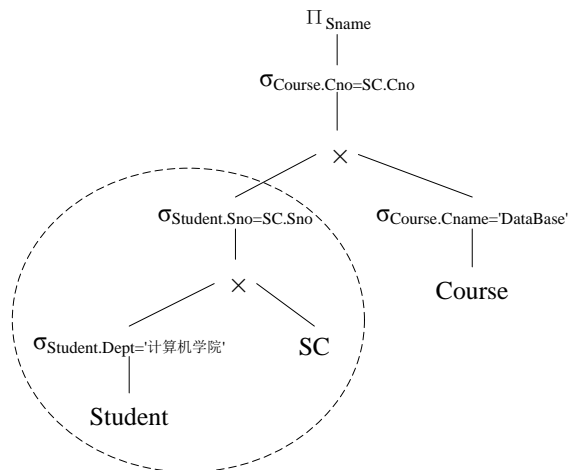 Π Sname
σCourse.Cno=SC.Cno
×
σStudent.Sno=SC.Sno
σCourse.Cname='DataBase'
×
Course
σStudent.Dept='计算机学院'
SC
Student